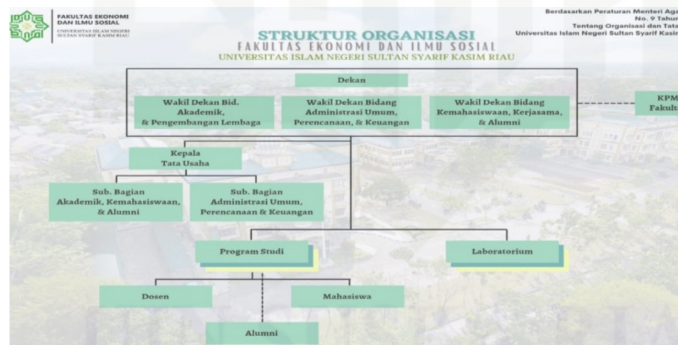 FAKULTAS EKONOMI
DAN ILMU SOSIAL
UNIVERSITAS ISLAM NEGERI
SULTAN SYARIF KASIM RIAU
Berdasarkan Peraturan Menteri Aga
No. 9 Tahun
Tentang Organisasi dan Tata
Universitas Islam Negeri Sultan Syarif Kasim
STRUKTUR ORGANISASI
FAKULTAS EKONOMI DAN ILMU SOSIAL
UNIVERSITAS ISLAM NEGERI SULTAN SYARIF KASIM RIAU
Dekan
Wakil Dekan Bid.
Akademik,
& Pengembangan Lembaga
Wakil Dekan Bidang
Administrasi Umum,
Perencanaan, & Keuangan
Wakil Dekan Bidang
Kemahasiswaan, Kerjasama,
& Alumni
KPM
Fakulta
Kepala
Tata Usaha
Sub. Bagian
Akademik, Kemahasiswaan,
& Alumni
Sub. Bagian
Administrasi Umum,
Perencanaan & Keuangan
Program Studi
Laboratorium
Dosen
Mahasiswa
Alumni